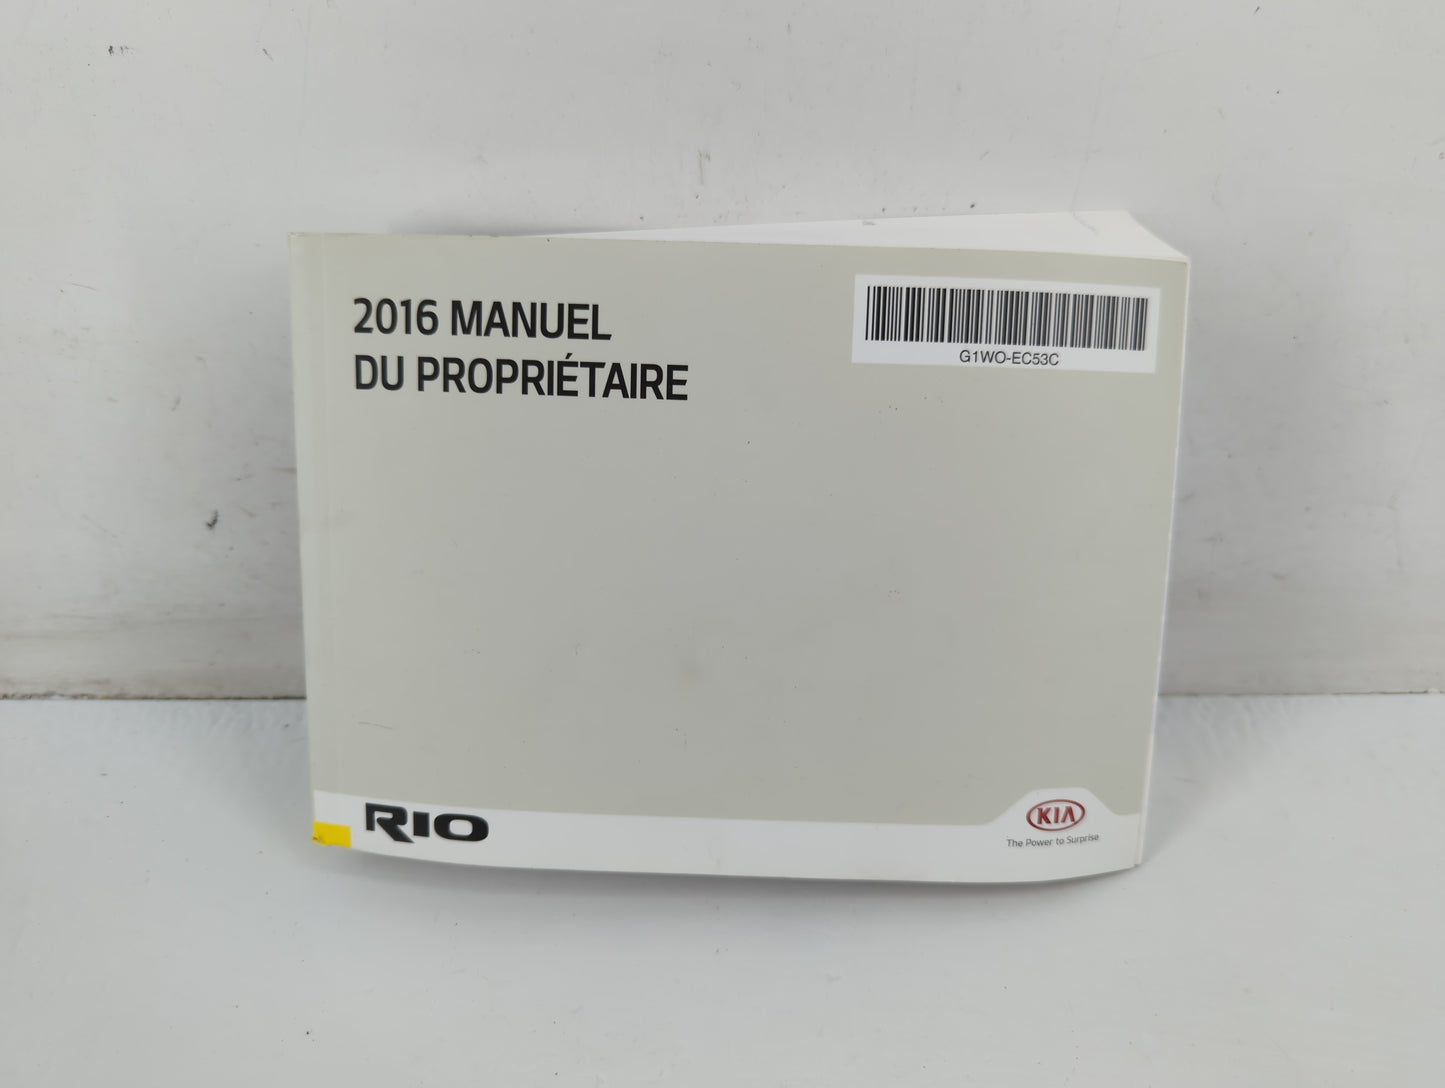 2016 MANUEL
DU PROPRIÉTAIRE
G1WO-EC53C
RIO
KIA
The Power to Surprise